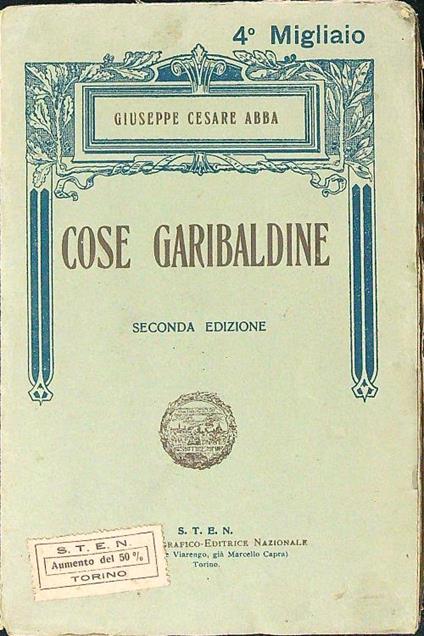 4º Migliaio
GIUSEPPE CESARE ABBA
COSE GARIBALDINE
SECONDA EDIZIONE
S. T. E. N.
GRAFICO-EDITRICE NAZIONALE
Viarengo, già Marcello Capra)
Torino.
S. T. E. N.
Aumento del 50 %
TORINO